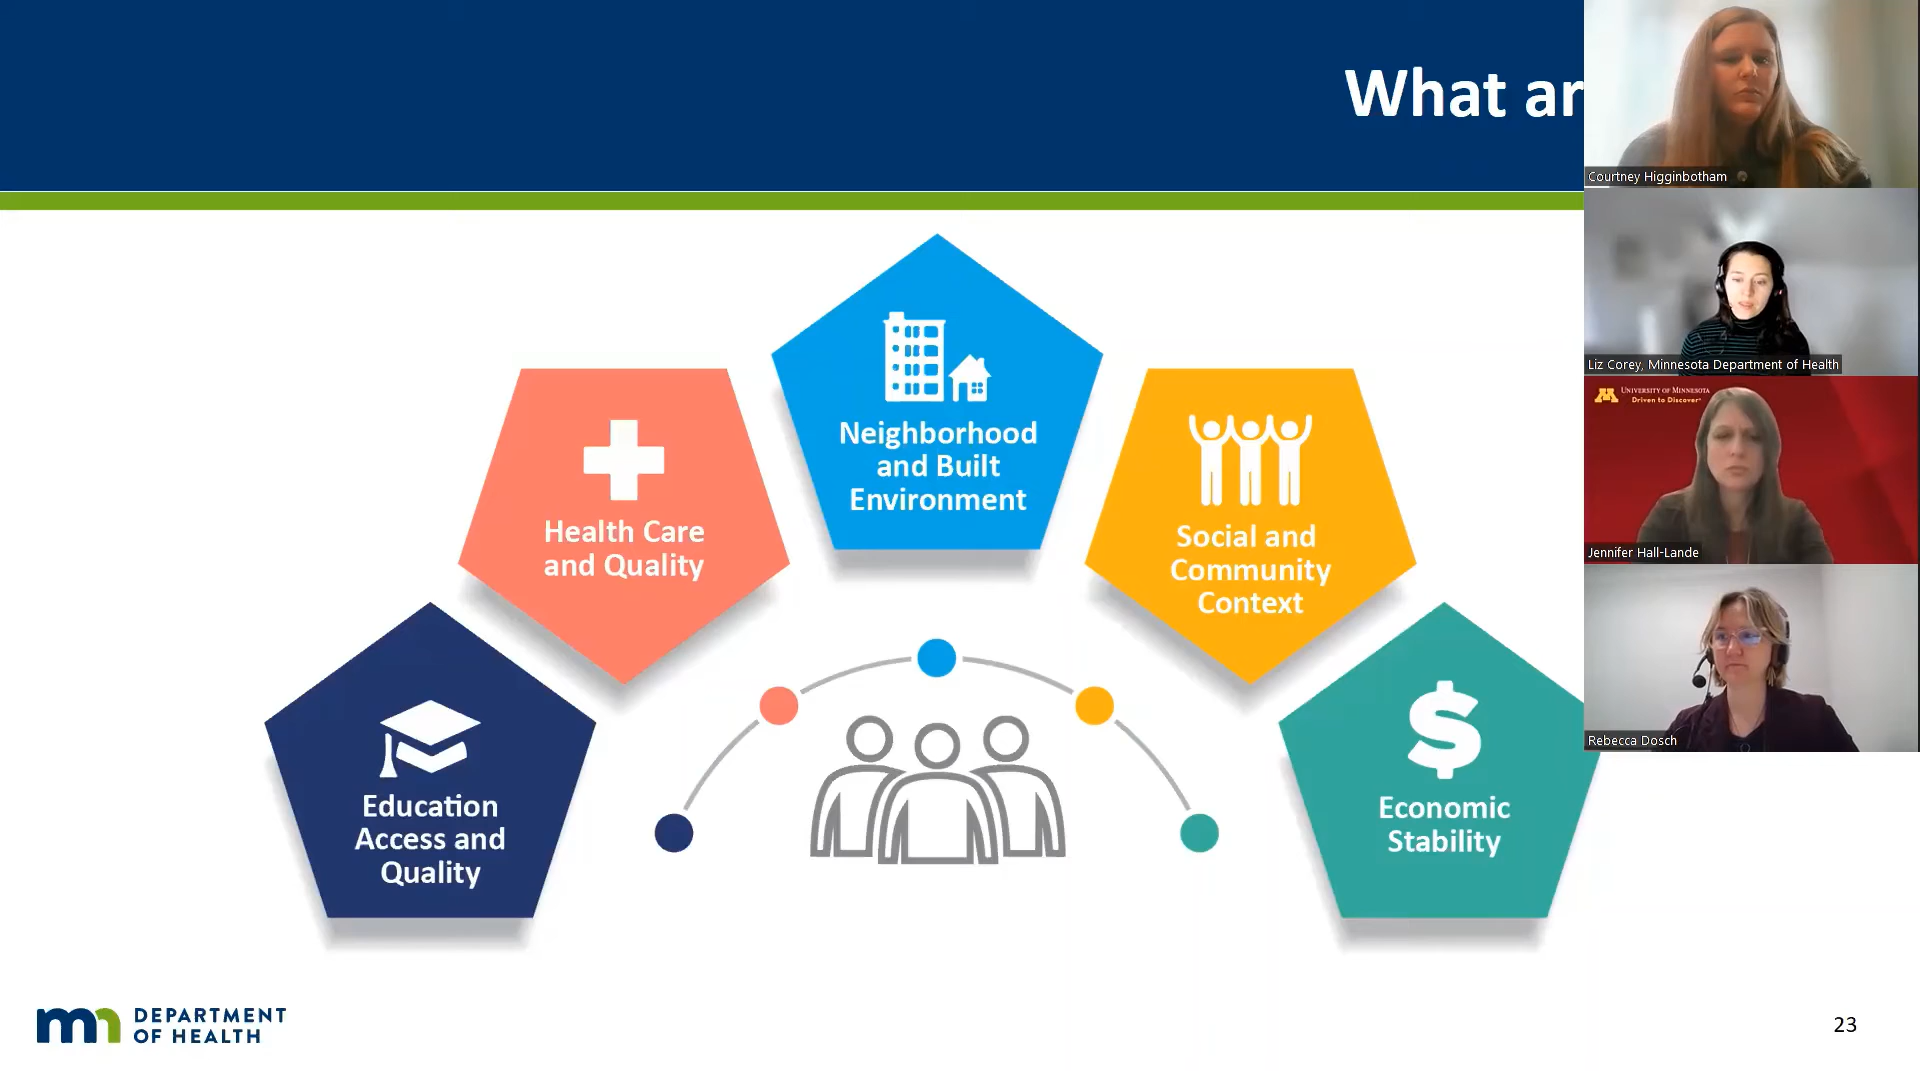 What ar
Neighborhood
and Built
Environment
Health Care
and Quality
Social and
Community
Context
Education
Access and
Quality
Economic
Stability
mn DEPARTMENT
OF HEALTH
23
Courtney Higginbotham
Liz Corey, Minnesota Department of Health
UNIVERSITY OF MINNESOTA
Driven to Discover
Jennifer Hall-Lande
Rebecca Dosch